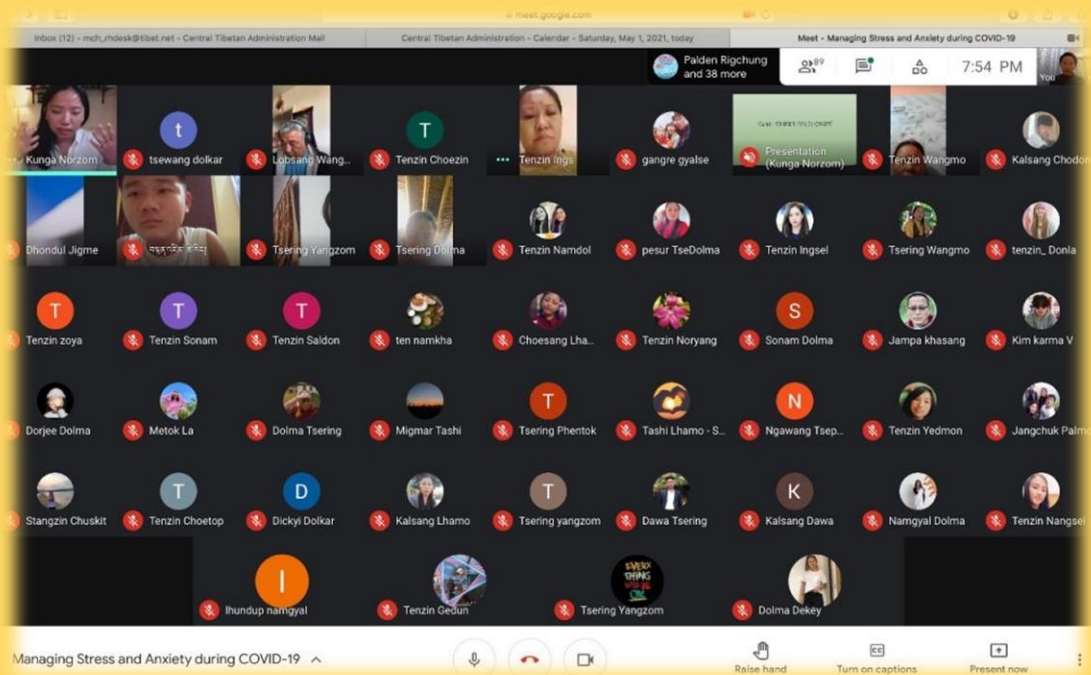 meet.google.com
Inbox (12) – mch_rhdesk@tibet.net – Central Tibetan Administration Mail
Central Tibetan Administration - Calendar - Saturday, May 1, 2021, today
Meet - Managing Stress and Anxiety during COVID-19
Palden Rigchung
and 38 more
89
7:54 PM
You
Kunga Norzom
t
tsewang dolkar
Lobsang Wang...
T
Tenzin Choezin
Tenzin Ings
gangre gyalse
Presentation
(Kunga Norzom)
Tenzin Wangmo
Kalsang Chodon
Dhondul Jigme
Tsering Yangzom
Tsering Dolma
Tenzin Namdol
pesur TseDolma
Tenzin Ingsel
Tsering Wangmo
tenzin_ Donla
T
Tenzin zoya
T
Tenzin Sonam
T
Tenzin Saldon
ten namkha
Choesang Lha...
Tenzin Noryang
S
Sonam Dolma
Jampa khasang
Kim karma V
Dorjee Dolma
Metok La
Dolma Tsering
Migmar Tashi
T
Tsering Phentok
Tashi Lhamo - S...
N
Ngawang Tsep...
Tenzin Yedmon
Jangchuk Palmo
Stangzin Chuskit
T
Tenzin Choetop
D
Dickyi Dolkar
Kalsang Lhamo
T
Tsering yangzom
Dawa Tsering
K
Kalsang Dawa
Namgyal Dolma
Tenzin Nangsel
l
lhundup namgyal
Tenzin Gedun
EVERY
THING
WILL BE
OK
Tsering Yangzom
Dolma Dekey
Managing Stress and Anxiety during COVID-19
Raise hand
CC
Turn on captions
Present now